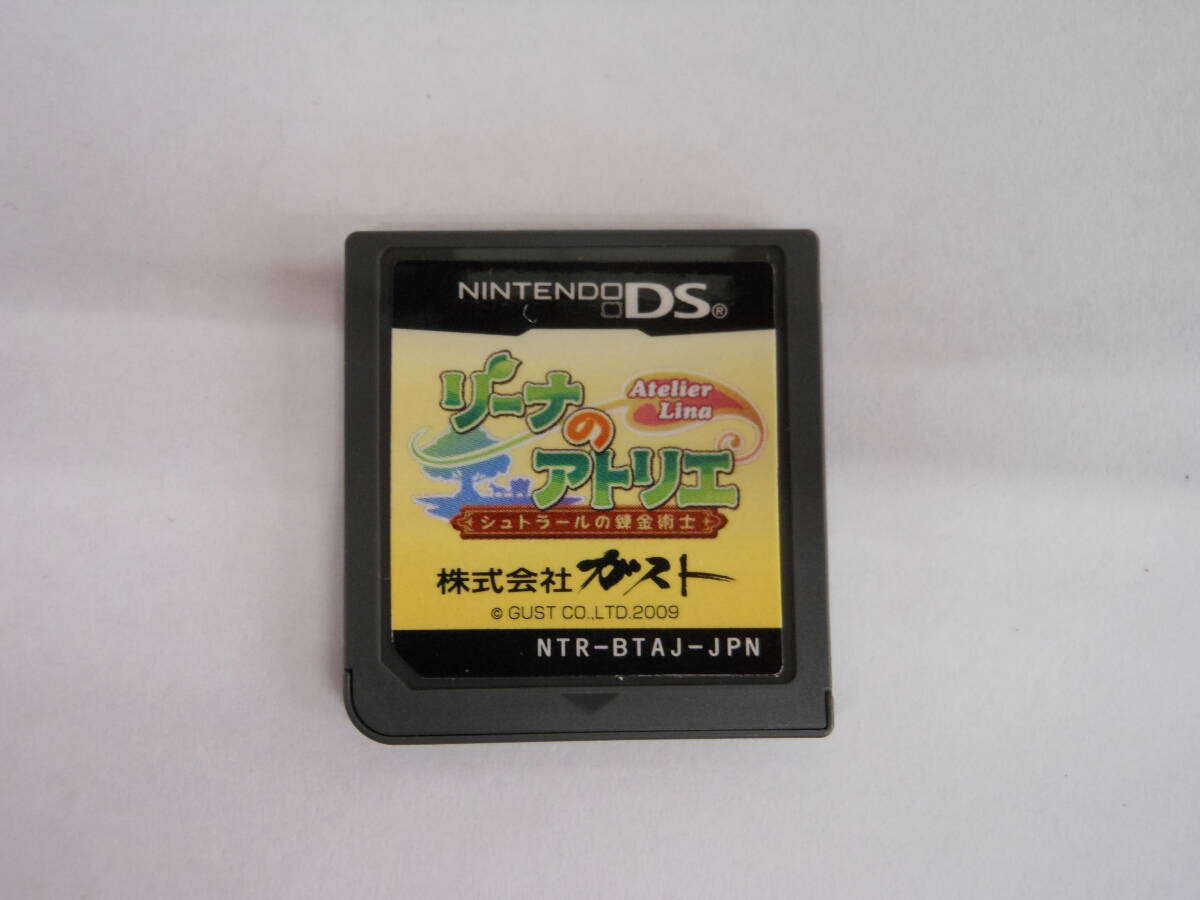 NINTENDO DS®
リーナ
の
アトリエ
Atelier
Lina
シュトラールの錬金術士
株式会社 ガスト
© GUST CO.,LTD.2009
NTR-BTAJ-JPN